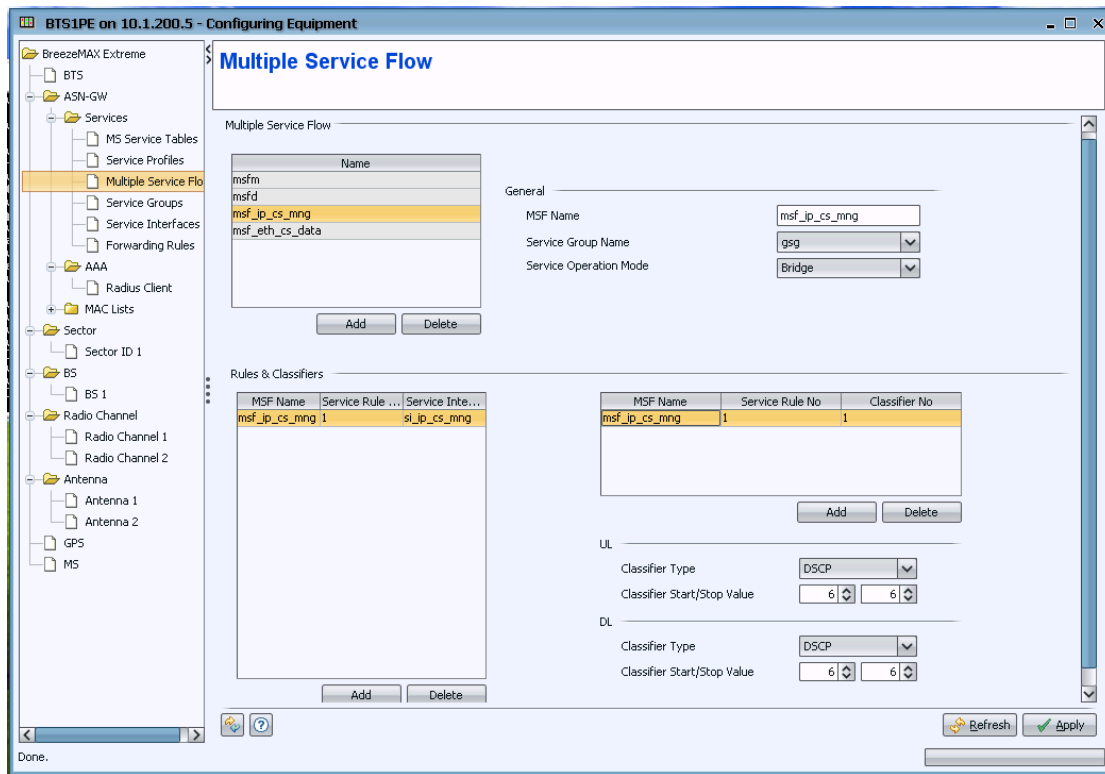 BTS1PE on 10.1.200.5 - Configuring Equipment
BreezeMAX Extreme
BTS
ASN-GW
Services
MS Service Tables
Service Profiles
Multiple Service Flo
Service Groups
Service Interfaces
Forwarding Rules
AAA
Radius Client
MAC Lists
Sector
Sector ID 1
BS
BS 1
Radio Channel
Radio Channel 1
Radio Channel 2
Antenna
Antenna 1
Antenna 2
GPS
MS
Multiple Service Flow
Multiple Service Flow
Name
msfm
msfd
msf_ip_cs_mng
msf_eth_cs_data
Add Delete
General
MSF Name msf_ip_cs_mng
Service Group Name gsg
Service Operation Mode Bridge
Rules & Classifiers
MSF Name Service Rule ... Service Inte...
msf_ip_cs_mng 1 si_ip_cs_mng
Add Delete
MSF Name Service Rule No Classifier No
msf_ip_cs_mng 1 1
Add Delete
UL
Classifier Type DSCP
Classifier Start/Stop Value 6 6
DL
Classifier Type DSCP
Classifier Start/Stop Value 6 6
? Refresh Apply
Done.